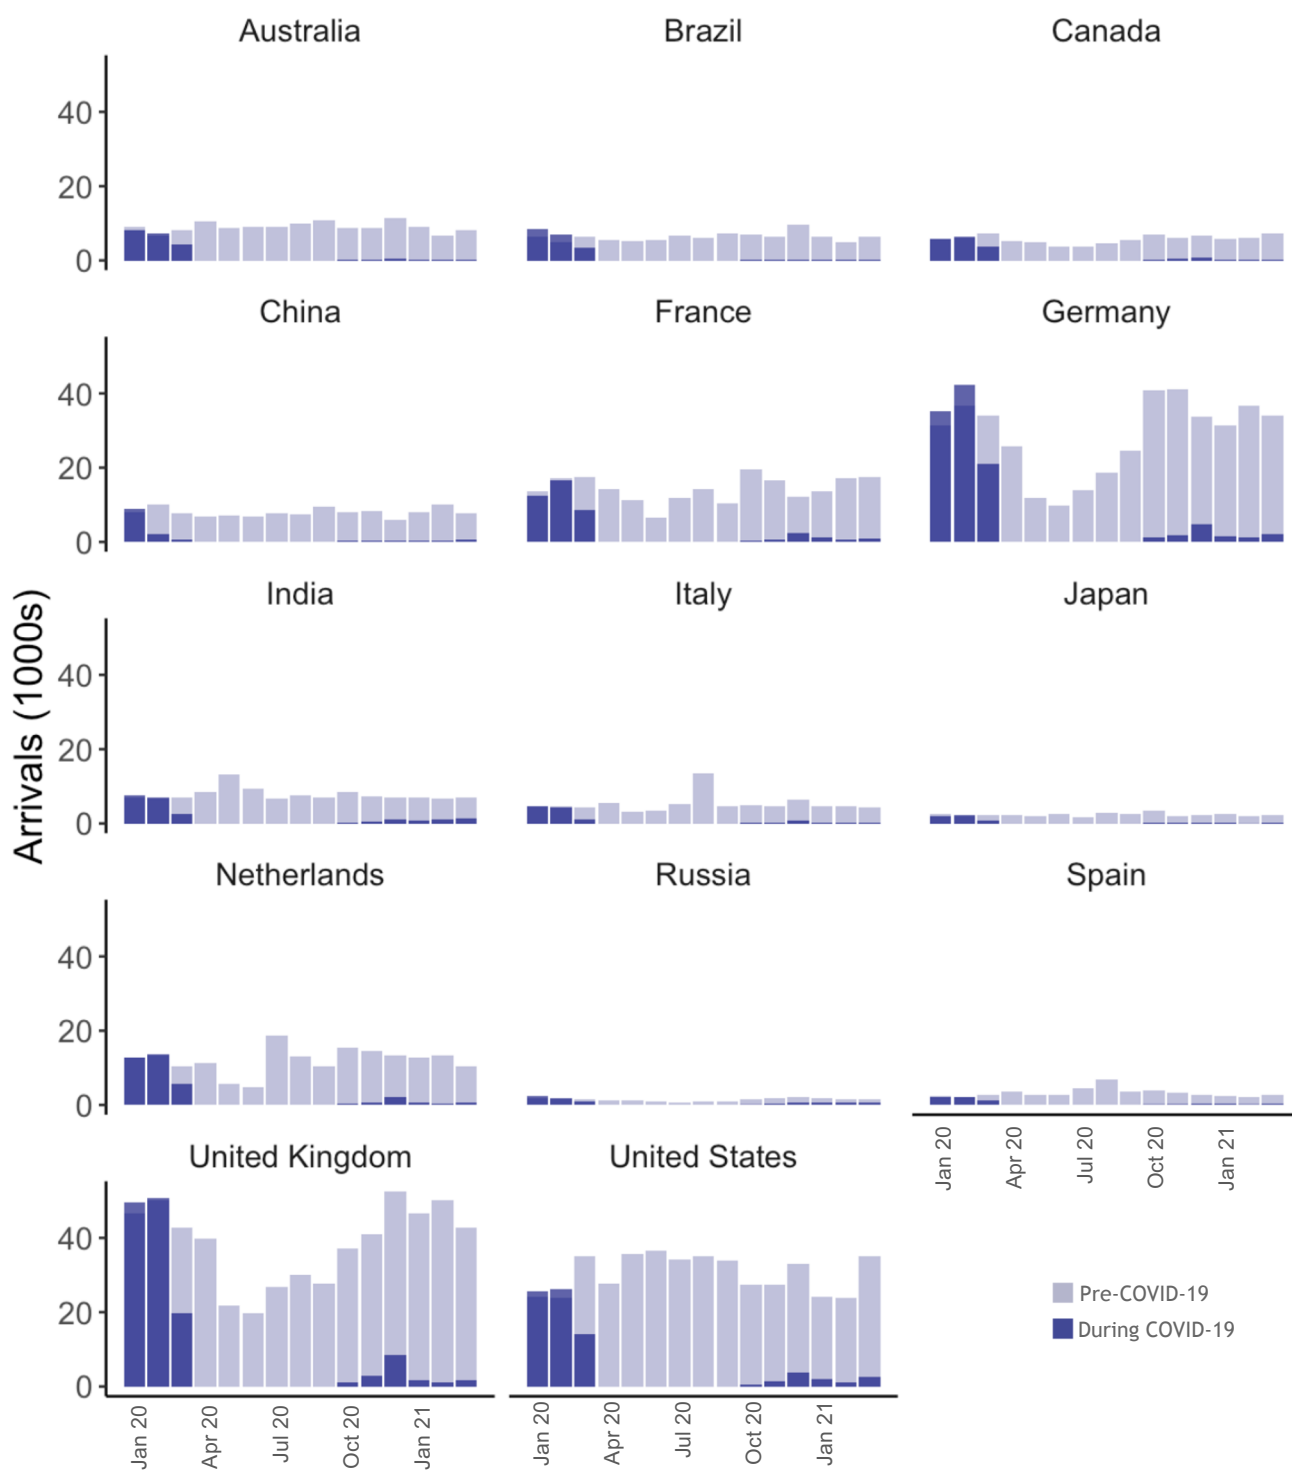 Australia
Brazil
Canada
40
20
0
China
France
Germany
40
20
0
Arrivals (1000s)
India
Italy
Japan
40
20
0
Netherlands
Russia
Spain
40
20
0
Jan 20
Apr 20
Jul 20
Oct 20
Jan 21
United Kingdom
United States
40
20
0
Pre-COVID-19
During COVID-19
Jan 20
Apr 20
Jul 20
Oct 20
Jan 21
Jan 20
Apr 20
Jul 20
Oct 20
Jan 21